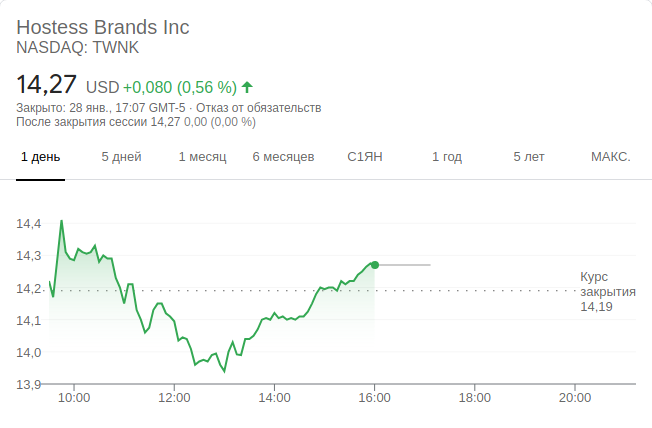 Hostess Brands Inc
NASDAQ: TWNK
14,27 USD +0,080 (0,56 %)
Закрыто: 28 янв., 17:07 GMT-5 · Отказ от обязательств
После закрытия сессии 14,27 0,00 (0,00 %)
1 день 5 дней 1 месяц 6 месяцев С1ЯН 1 год 5 лет МАКС.
14,4
14,3
14,2
14,1
14,0
13,9
Курс
закрытия
14,19
10:00 12:00 14:00 16:00 18:00 20:00